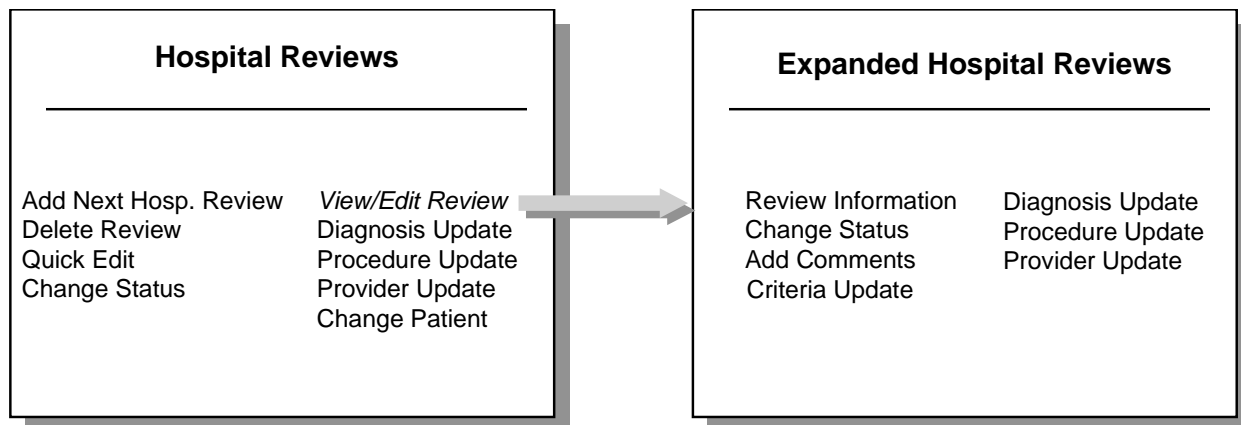 Hospital Reviews
Add Next Hosp. Review
Delete Review
Quick Edit
Change Status
View/Edit Review
Diagnosis Update
Procedure Update
Provider Update
Change Patient
Expanded Hospital Reviews
Review Information
Change Status
Add Comments
Criteria Update
Diagnosis Update
Procedure Update
Provider Update